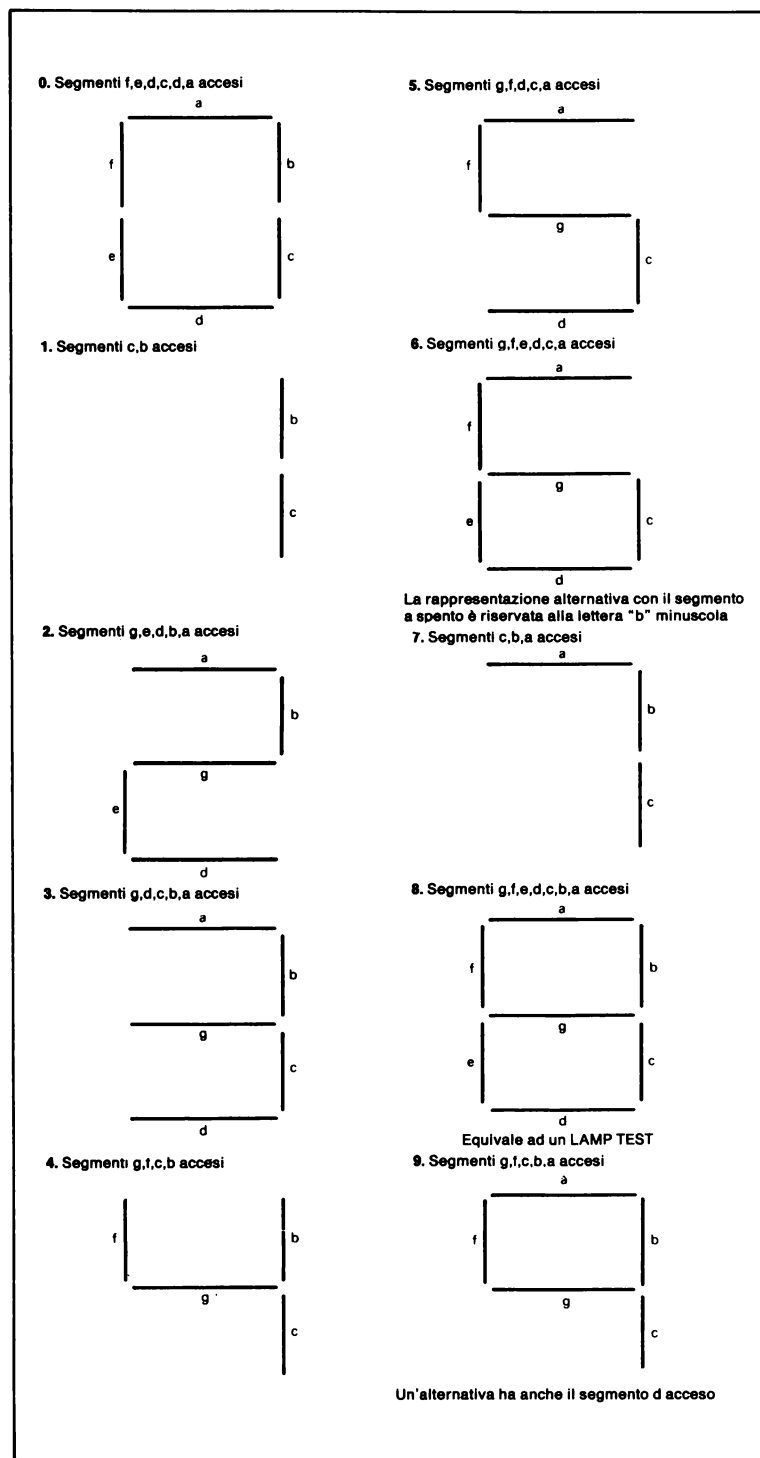 0. Segmenti f,e,d,c,d,a accesi
a
f
b
e
c
d
1. Segmenti c,b accesi
b
c
2. Segmenti g,e,d,b,a accesi
a
b
g
e
d
3. Segmenti g,d,c,b,a accesi
a
b
g
c
d
4. Segmenti g,f,c,b accesi
f
b
g
c
5. Segmenti g,f,d,c,a accesi
a
f
g
c
d
6. Segmenti g,f,e,d,c,a accesi
a
f
g
e
c
d
La rappresentazione alternativa con il segmento
a spento è riservata alla lettera "b" minuscola
7. Segmenti c,b,a accesi
a
b
c
8. Segmenti g,f,e,d,c,b,a accesi
a
f
b
g
e
c
d
Equivale ad un LAMP TEST
9. Segmenti g,f,c,b,a accesi
a
f
b
g
c
Un'alternativa ha anche il segmento d acceso